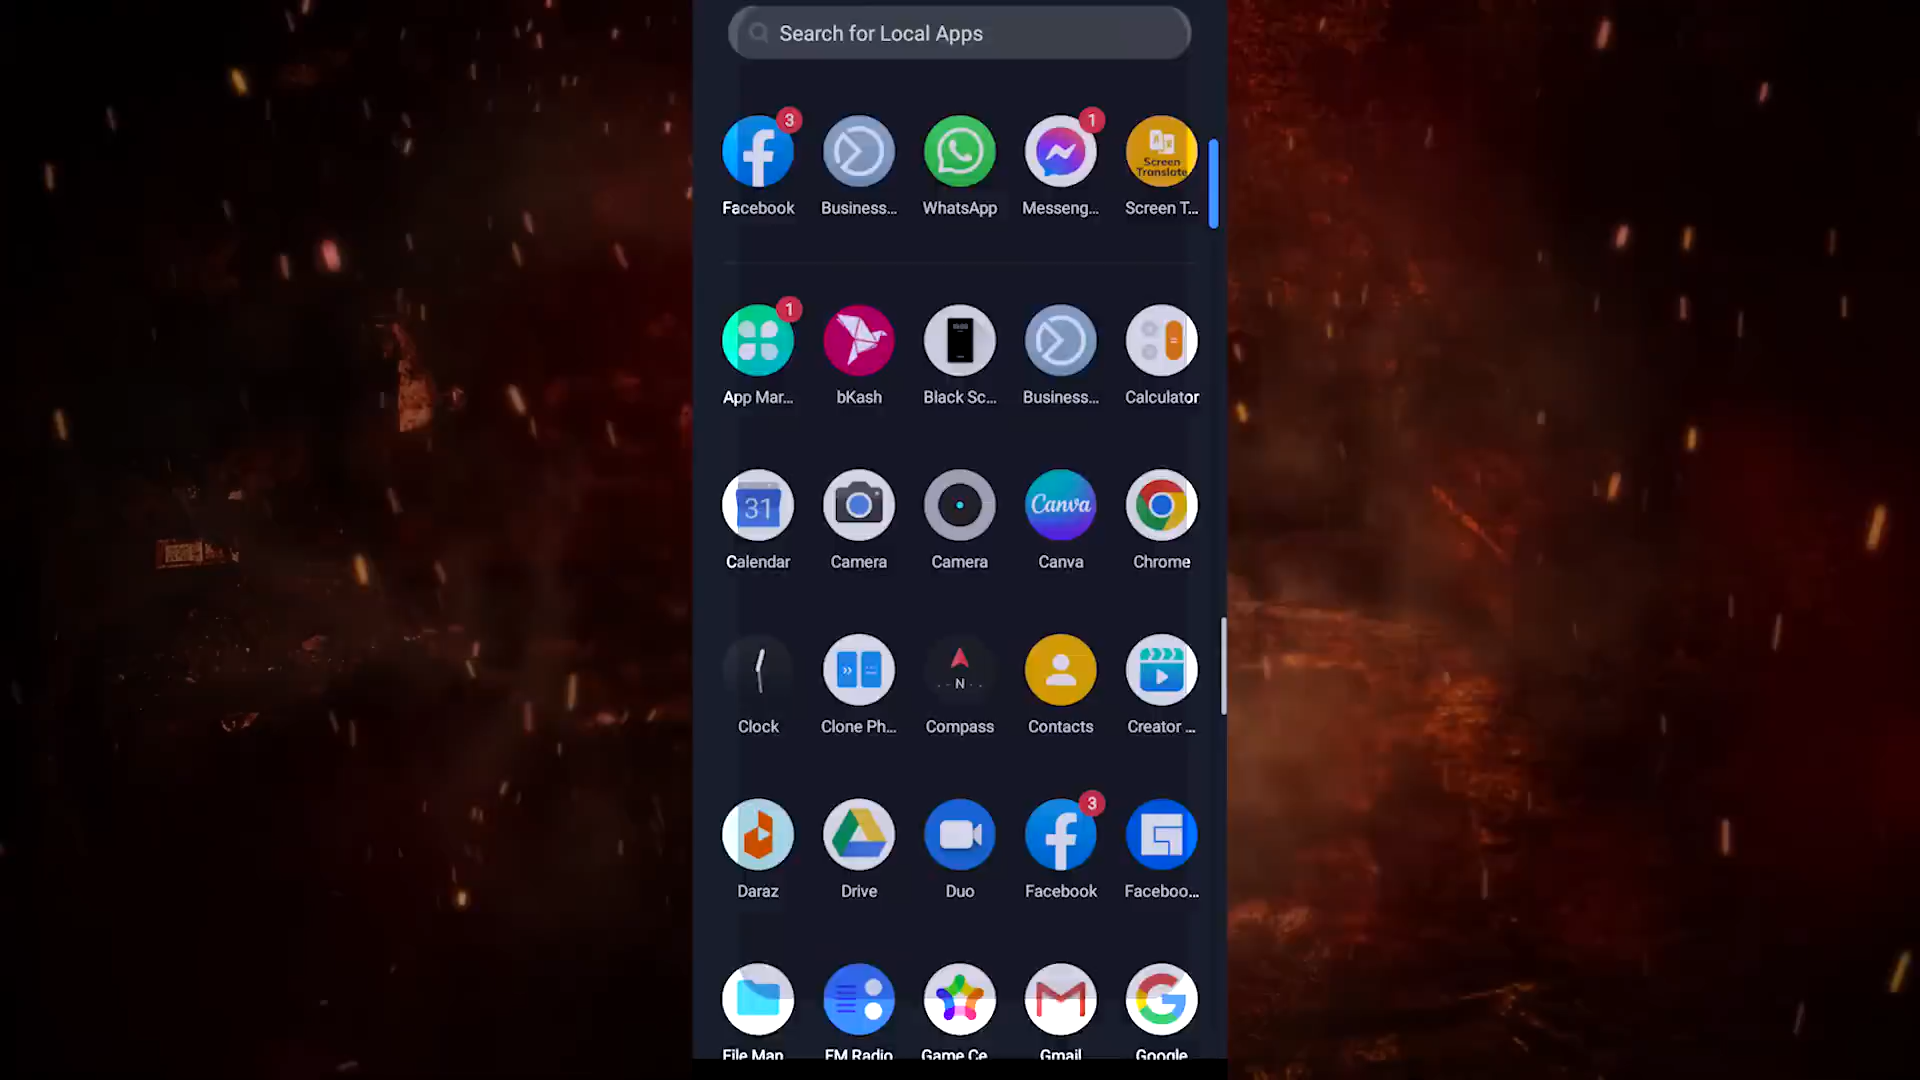 Search for Local Apps
3
1
Screen
Translate
Facebook
Business...
WhatsApp
Messeng...
Screen T...
1
App Mar...
bKash
Black Sc...
Business...
Calculator
31
Canva
Calendar
Camera
Camera
Canva
Chrome
N
Clock
Clone Ph...
Compass
Contacts
Creator ...
3
Daraz
Drive
Duo
Facebook
Faceboo...
File Man
FM Radio
Game Ce
Gmail
Google